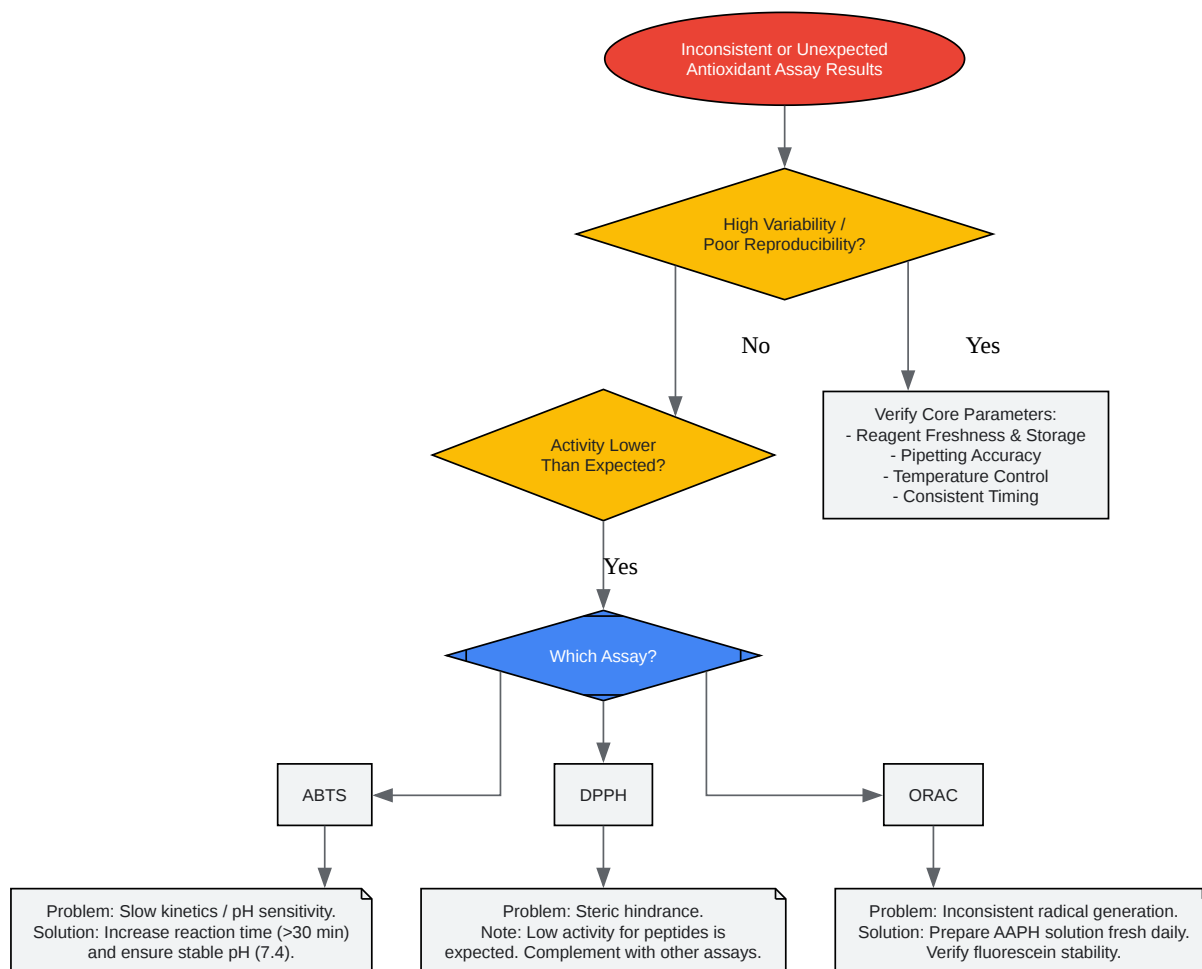 Inconsistent or Unexpected
Antioxidant Assay Results
High Variability /
Poor Reproducibility?
No
Yes
Verify Core Parameters:
- Reagent Freshness & Storage
- Pipetting Accuracy
- Temperature Control
- Consistent Timing
Activity Lower
Than Expected?
Yes
Which Assay?
ABTS
DPPH
ORAC
Problem: Slow kinetics / pH sensitivity.
Solution: Increase reaction time (>30 min)
and ensure stable pH (7.4).
Problem: Steric hindrance.
Note: Low activity for peptides is
expected. Complement with other assays.
Problem: Inconsistent radical generation.
Solution: Prepare AAPH solution fresh daily.
Verify fluorescein stability.